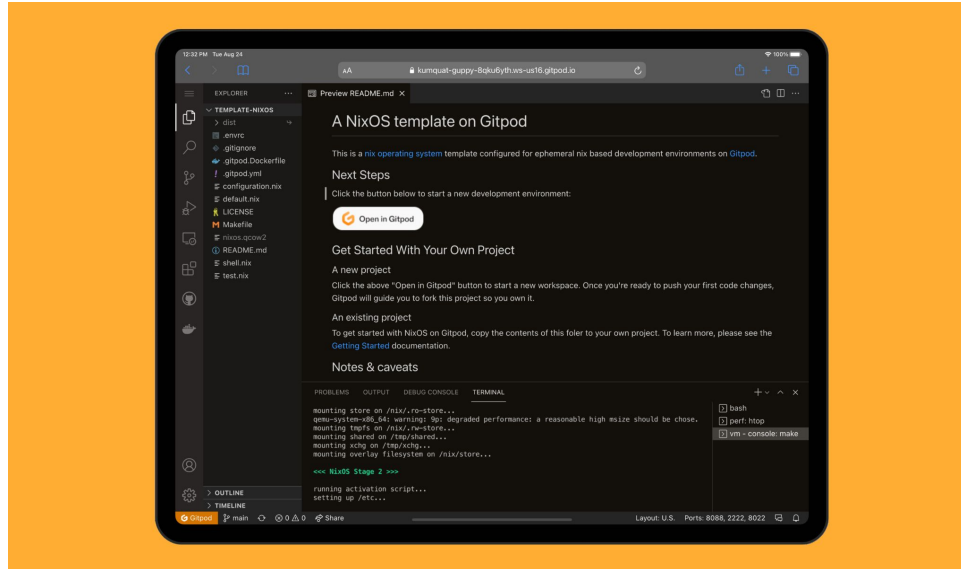 12:32 PM Tue Aug 24
100%
AA
kumquat-guppy-8qku6yth.ws-us16.gitpod.io
EXPLORER
TEMPLATE-NIXOS
dist
.envrc
.gitignore
.gitpod.Dockerfile
.gitpod.yml
configuration.nix
default.nix
LICENSE
Makefile
nixos.qcow2
README.md
shell.nix
test.nix
OUTLINE
TIMELINE
Preview README.md
A NixOS template on Gitpod
This is a nix operating system template configured for ephemeral nix based development environments on Gitpod.
Next Steps
Click the button below to start a new development environment:
Open in Gitpod
Get Started With Your Own Project
A new project
Click the above "Open in Gitpod" button to start a new workspace. Once you're ready to push your first code changes,
Gitpod will guide you to fork this project so you own it.
An existing project
To get started with NixOS on Gitpod, copy the contents of this foler to your own project. To learn more, please see the
Getting Started documentation.
Notes & caveats
PROBLEMS OUTPUT DEBUG CONSOLE TERMINAL
mounting store on /nix/.ro-store...
qemu-system-x86_64: warning: 9p: degraded performance: a reasonable high msize should be chose.
mounting tmpfs on /nix/.rw-store...
mounting shared on /tmp/shared...
mounting xchg on /tmp/xchg...
mounting overlay filesystem on /nix/store...
<<< NixOS Stage 2 >>>
running activation script...
setting up /etc...
bash
perf: htop
vm - console: make
Gitpod main 0 0 Share Layout: U.S. Ports: 8088, 2222, 8022